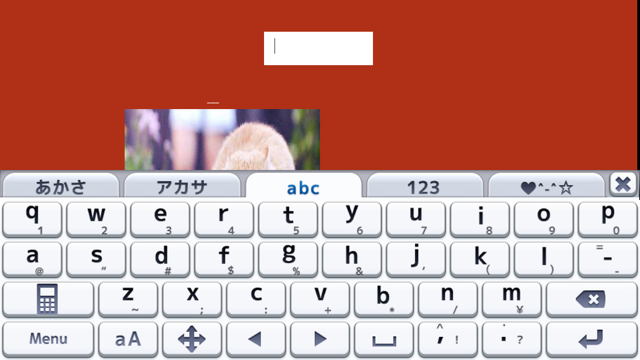 あかさ アカサ abc 123 ♥^-^☆ ×
q 1 w 2 e 3 r 4 t 5 y 6 u 7 i 8 o 9 p 0
a @ s " d # f $ g % h & j , k ( l ) = - -
z ~ x ; c : v + b * n / m ¥
Menu aA ^ , ! . ?